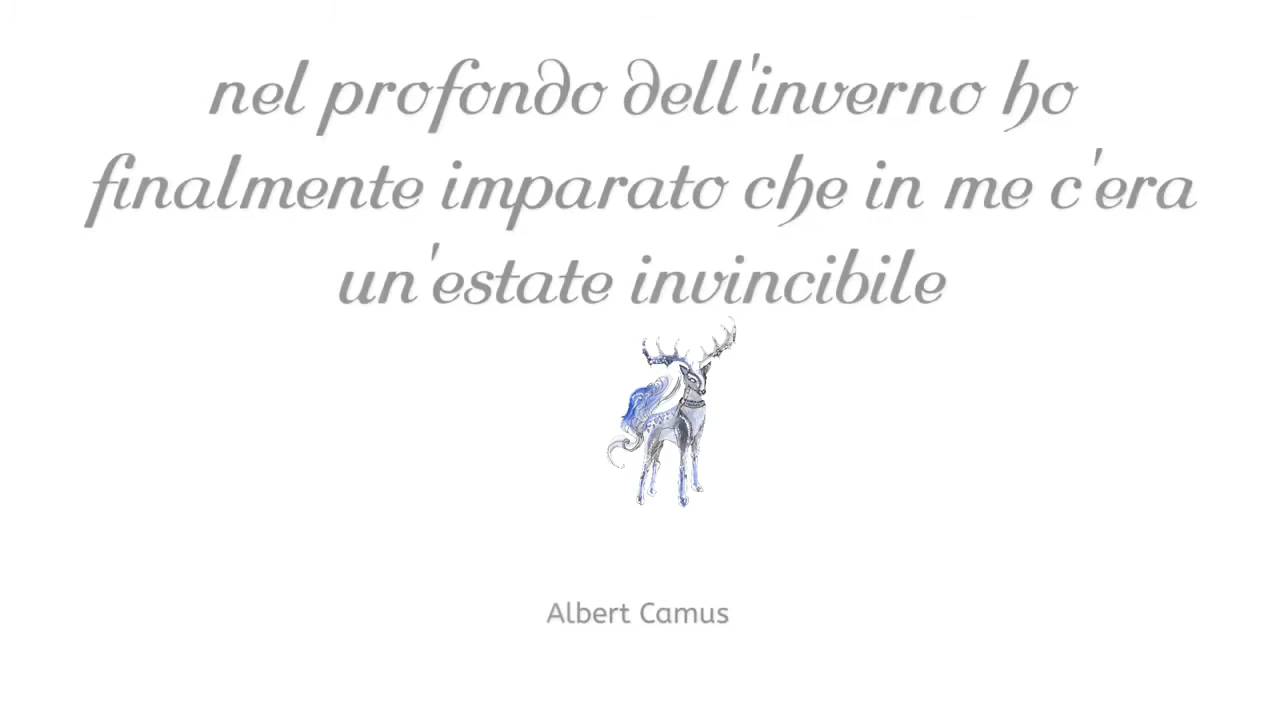 nel profondo dell'inverno ho
finalmente imparato che in me c'era
un'estate invincibile
Albert Camus